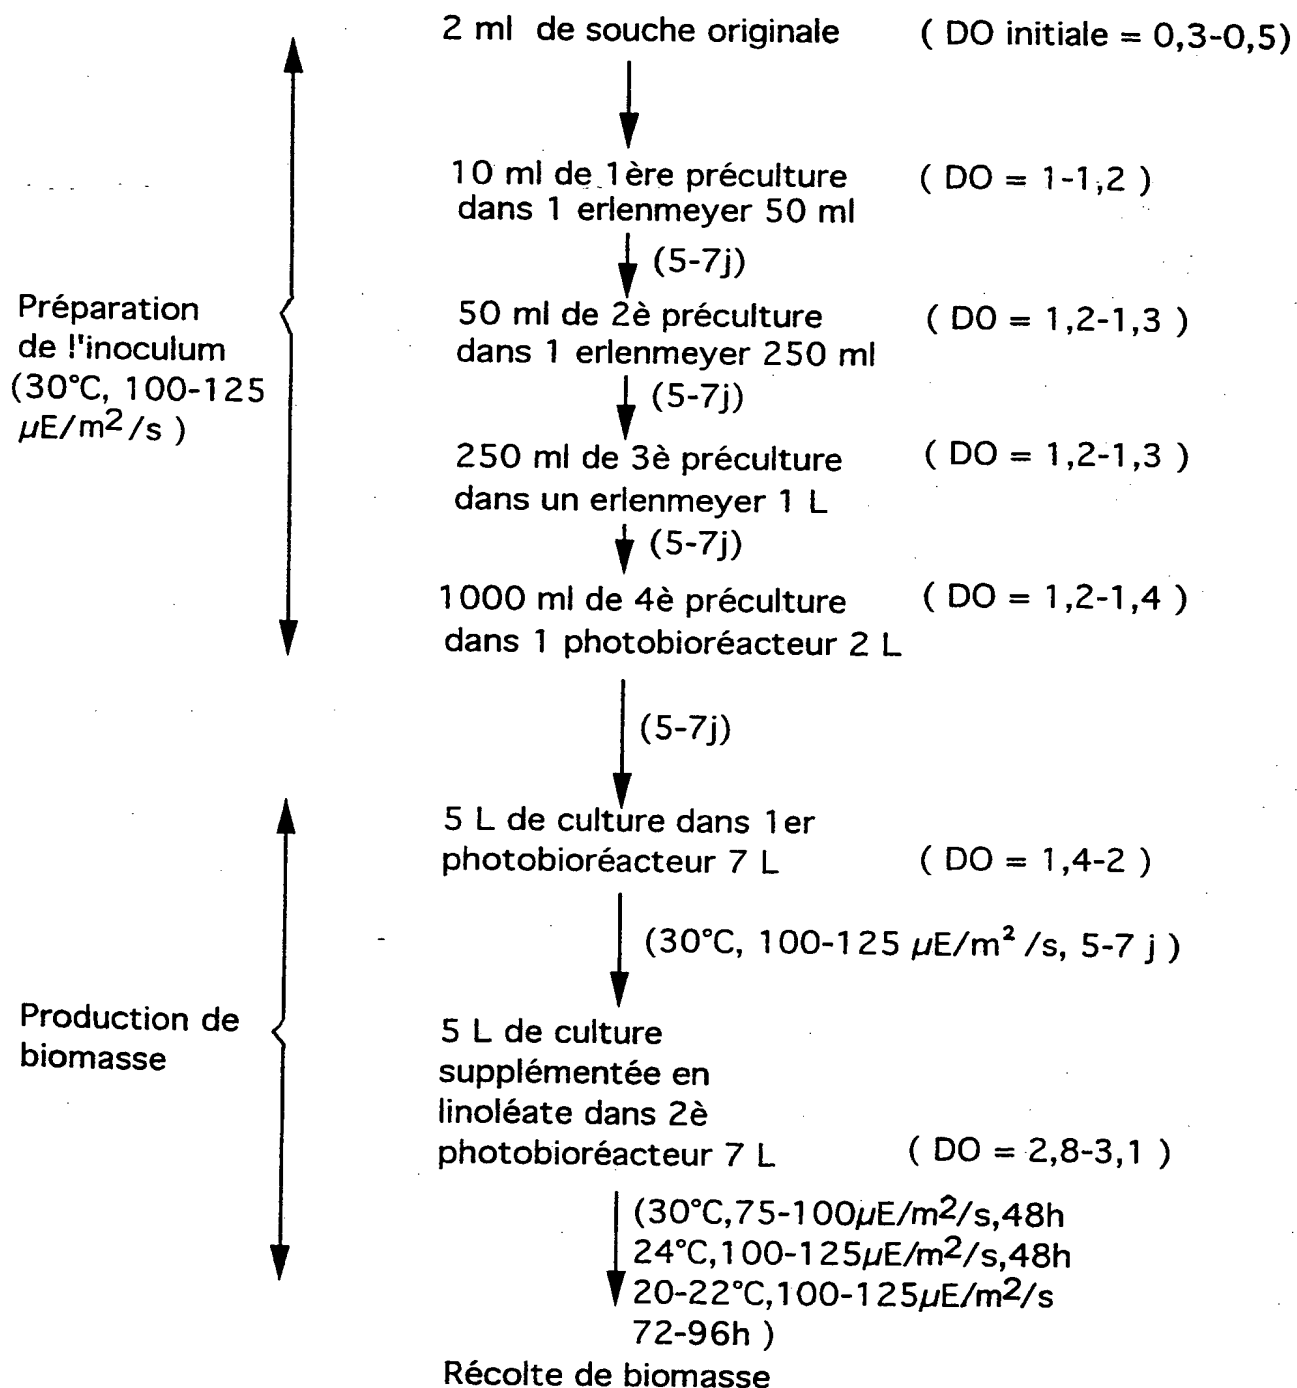 2 ml de souche originale ( DO initiale = 0,3-0,5)
10 ml de 1ère préculture ( DO = 1-1,2 )
dans 1 erlenmeyer 50 ml
(5-7j)
50 ml de 2è préculture ( DO = 1,2-1,3 )
dans 1 erlenmeyer 250 ml
(5-7j)
250 ml de 3è préculture ( DO = 1,2-1,3 )
dans un erlenmeyer 1 L
(5-7j)
1000 ml de 4è préculture ( DO = 1,2-1,4 )
dans 1 photobioréacteur 2 L
Préparation
de l'inoculum
(30°C, 100-125
µE/m2/s )
(5-7j)
5 L de culture dans 1er
photobioréacteur 7 L ( DO = 1,4-2 )
(30°C, 100-125 µE/m²/s, 5-7 j )
5 L de culture
supplémentée en
linoléate dans 2è
photobioréacteur 7 L ( DO = 2,8-3,1 )
(30°C,75-100µE/m2/s,48h
24°C,100-125µE/m2/s,48h
20-22°C,100-125µE/m2/s
72-96h )
Production de
biomasse
Récolte de biomasse